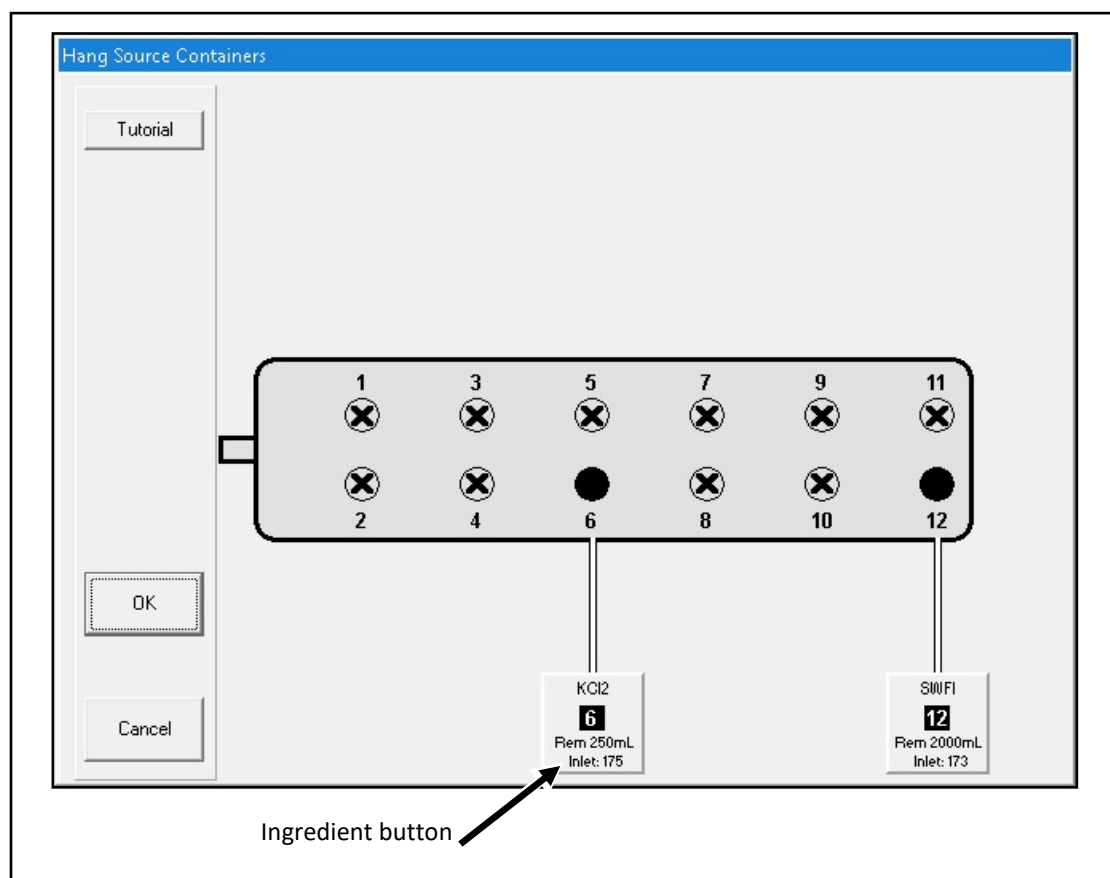 Hang Source Containers
Tutorial
1 3 5 7 9 11
2 4 6 8 10 12
OK
Cancel
KCl2
6
Rem 250mL
Inlet: 175
SWFI
12
Rem 2000mL
Inlet: 173
Ingredient button